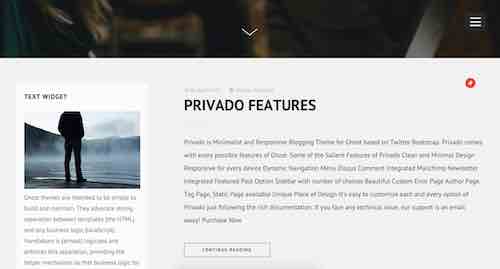 TEXT WIDGET
Ghost themes are intended to be simple to
build and maintain. They advocate strong
separation between templates (the HTML)
and any business logic (JavaScript).
Handlebars is (almost) logicless and
enforces this separation, providing the
helper mechanism so that business logic for
PRIVADO FEATURES
Privado is Minimalist and Responsive Blogging Theme for Ghost based on Twitter Bootstrap. Privado comes
with every possible features of Ghost. Some of the Salient Features of Privado Clean and Minimal Design
Responsive for every device Dynamic Navigation Menu Disqus Comment Integrated Mailchimp Newsletter
Integrated Featured Post Option Sidebar with number of choices Beautiful Custom Error Page Author Page,
Tag Page, Static Page available Unique Piece of Design It's easy to customize each and every option of
Privado just following the rich documentation. If you face any technical issue, our support is an email
away! Purchase Now
CONTINUE READING